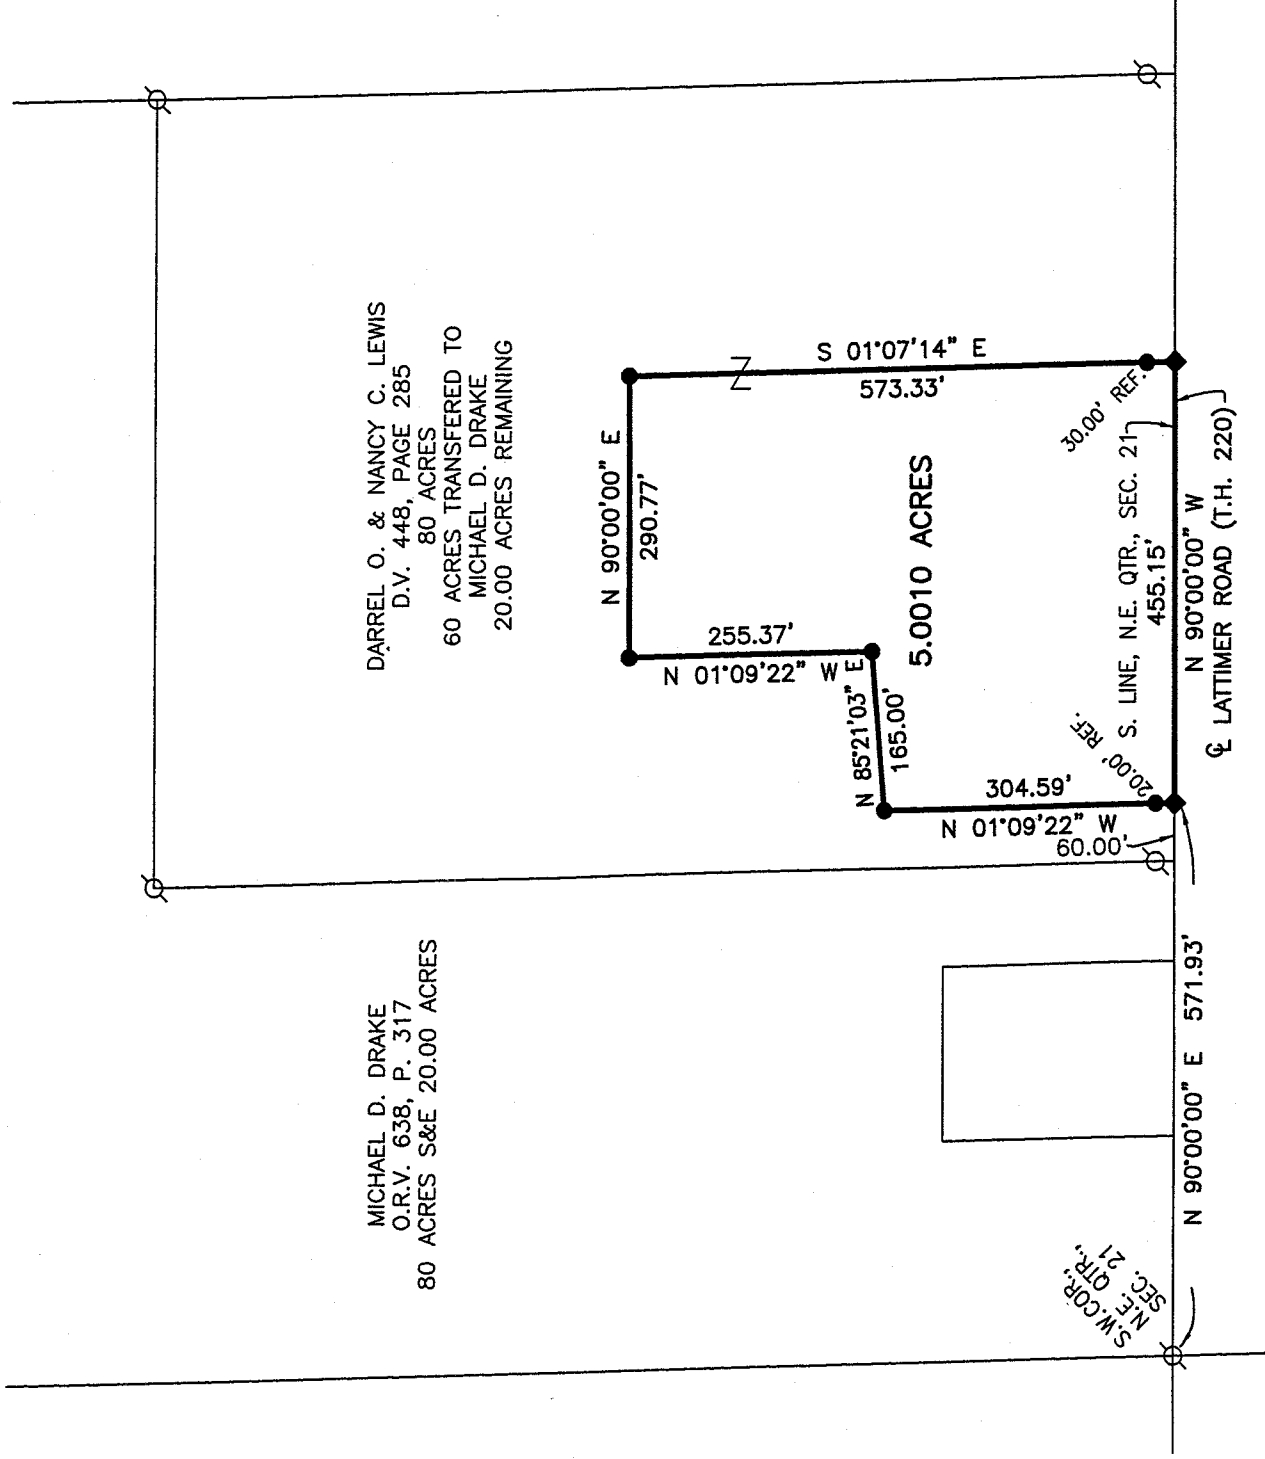 DARREL O. & NANCY C. LEWIS
D.V. 448, PAGE 285
80 ACRES
60 ACRES TRANSFERED TO
MICHAEL D. DRAKE
20.00 ACRES REMAINING
MICHAEL D. DRAKE
O.R.V. 638, P. 317
80 ACRES S&E 20.00 ACRES
N 90°00'00" E
290.77'
S 01°07'14" E
573.33'
255.37'
N 01°09'22" W
N 85°21'03" E
165.00'
5.0010 ACRES
304.59'
N 01°09'22" W
60.00'
20.00' REF.
30.00' REF.
S. LINE, N.E. QTR., SEC. 21
455.15'
N 90°00'00" W
℄ LATTIMER ROAD (T.H. 220)
S.W.COR.,
N.E. QTR.,
SEC. 21
N 90°00'00" E 571.93'